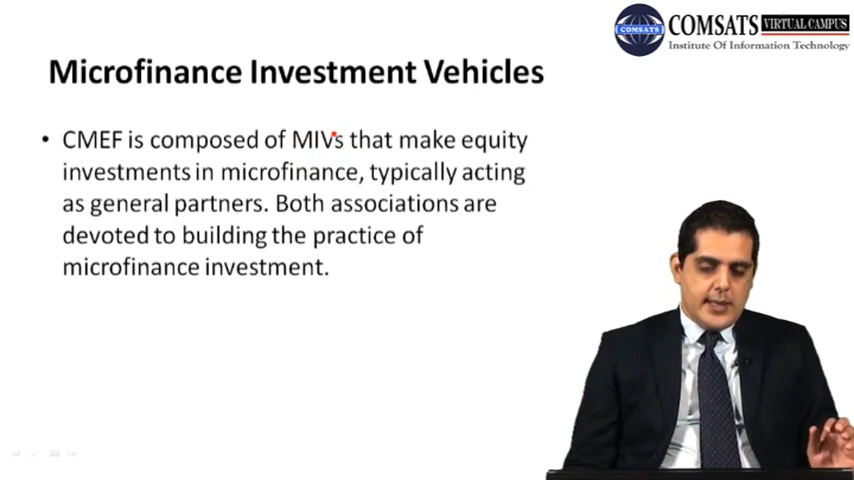 COMSATS VIRTUAL CAMPUS
Institute Of Information Technology
COMSATS
Microfinance Investment Vehicles
• CMEF is composed of MIVs that make equity
investments in microfinance, typically acting
as general partners. Both associations are
devoted to building the practice of
microfinance investment.